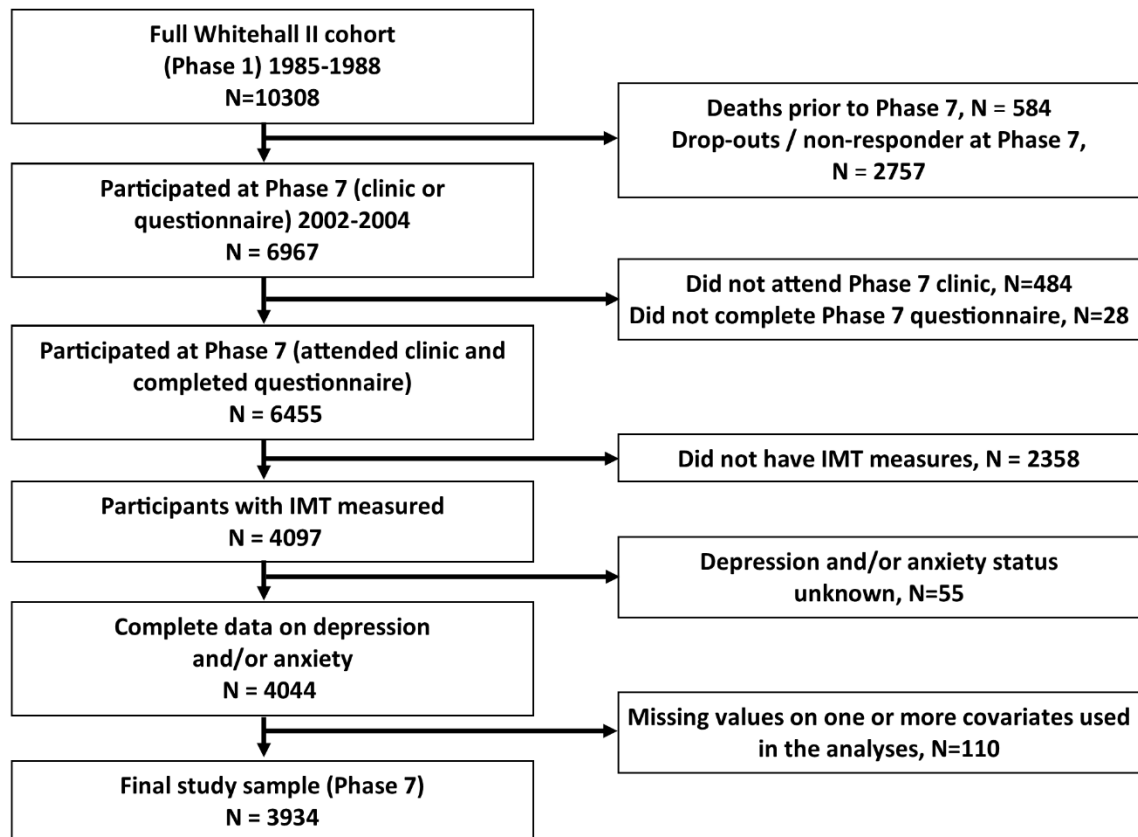 Full Whitehall II cohort
(Phase 1) 1985-1988
N=10308
Deaths prior to Phase 7, N = 584
Drop-outs / non-responder at Phase 7,
N = 2757
Participated at Phase 7 (clinic or
questionnaire) 2002-2004
N = 6967
Did not attend Phase 7 clinic, N=484
Did not complete Phase 7 questionnaire, N=28
Participated at Phase 7 (attended clinic and
completed questionnaire)
N = 6455
Did not have IMT measures, N = 2358
Participants with IMT measured
N = 4097
Depression and/or anxiety status
unknown, N=55
Complete data on depression
and/or anxiety
N = 4044
Missing values on one or more covariates used
in the analyses, N=110
Final study sample (Phase 7)
N = 3934